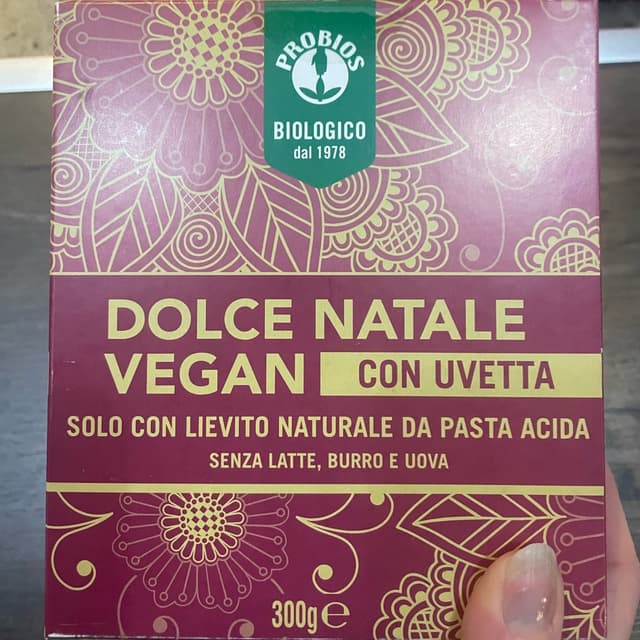 PROBIOS
BIOLOGICO
dal 1978
DOLCE NATALE
VEGAN CON UVETTA
SOLO CON LIEVITO NATURALE DA PASTA ACIDA
SENZA LATTE, BURRO E UOVA
300g e